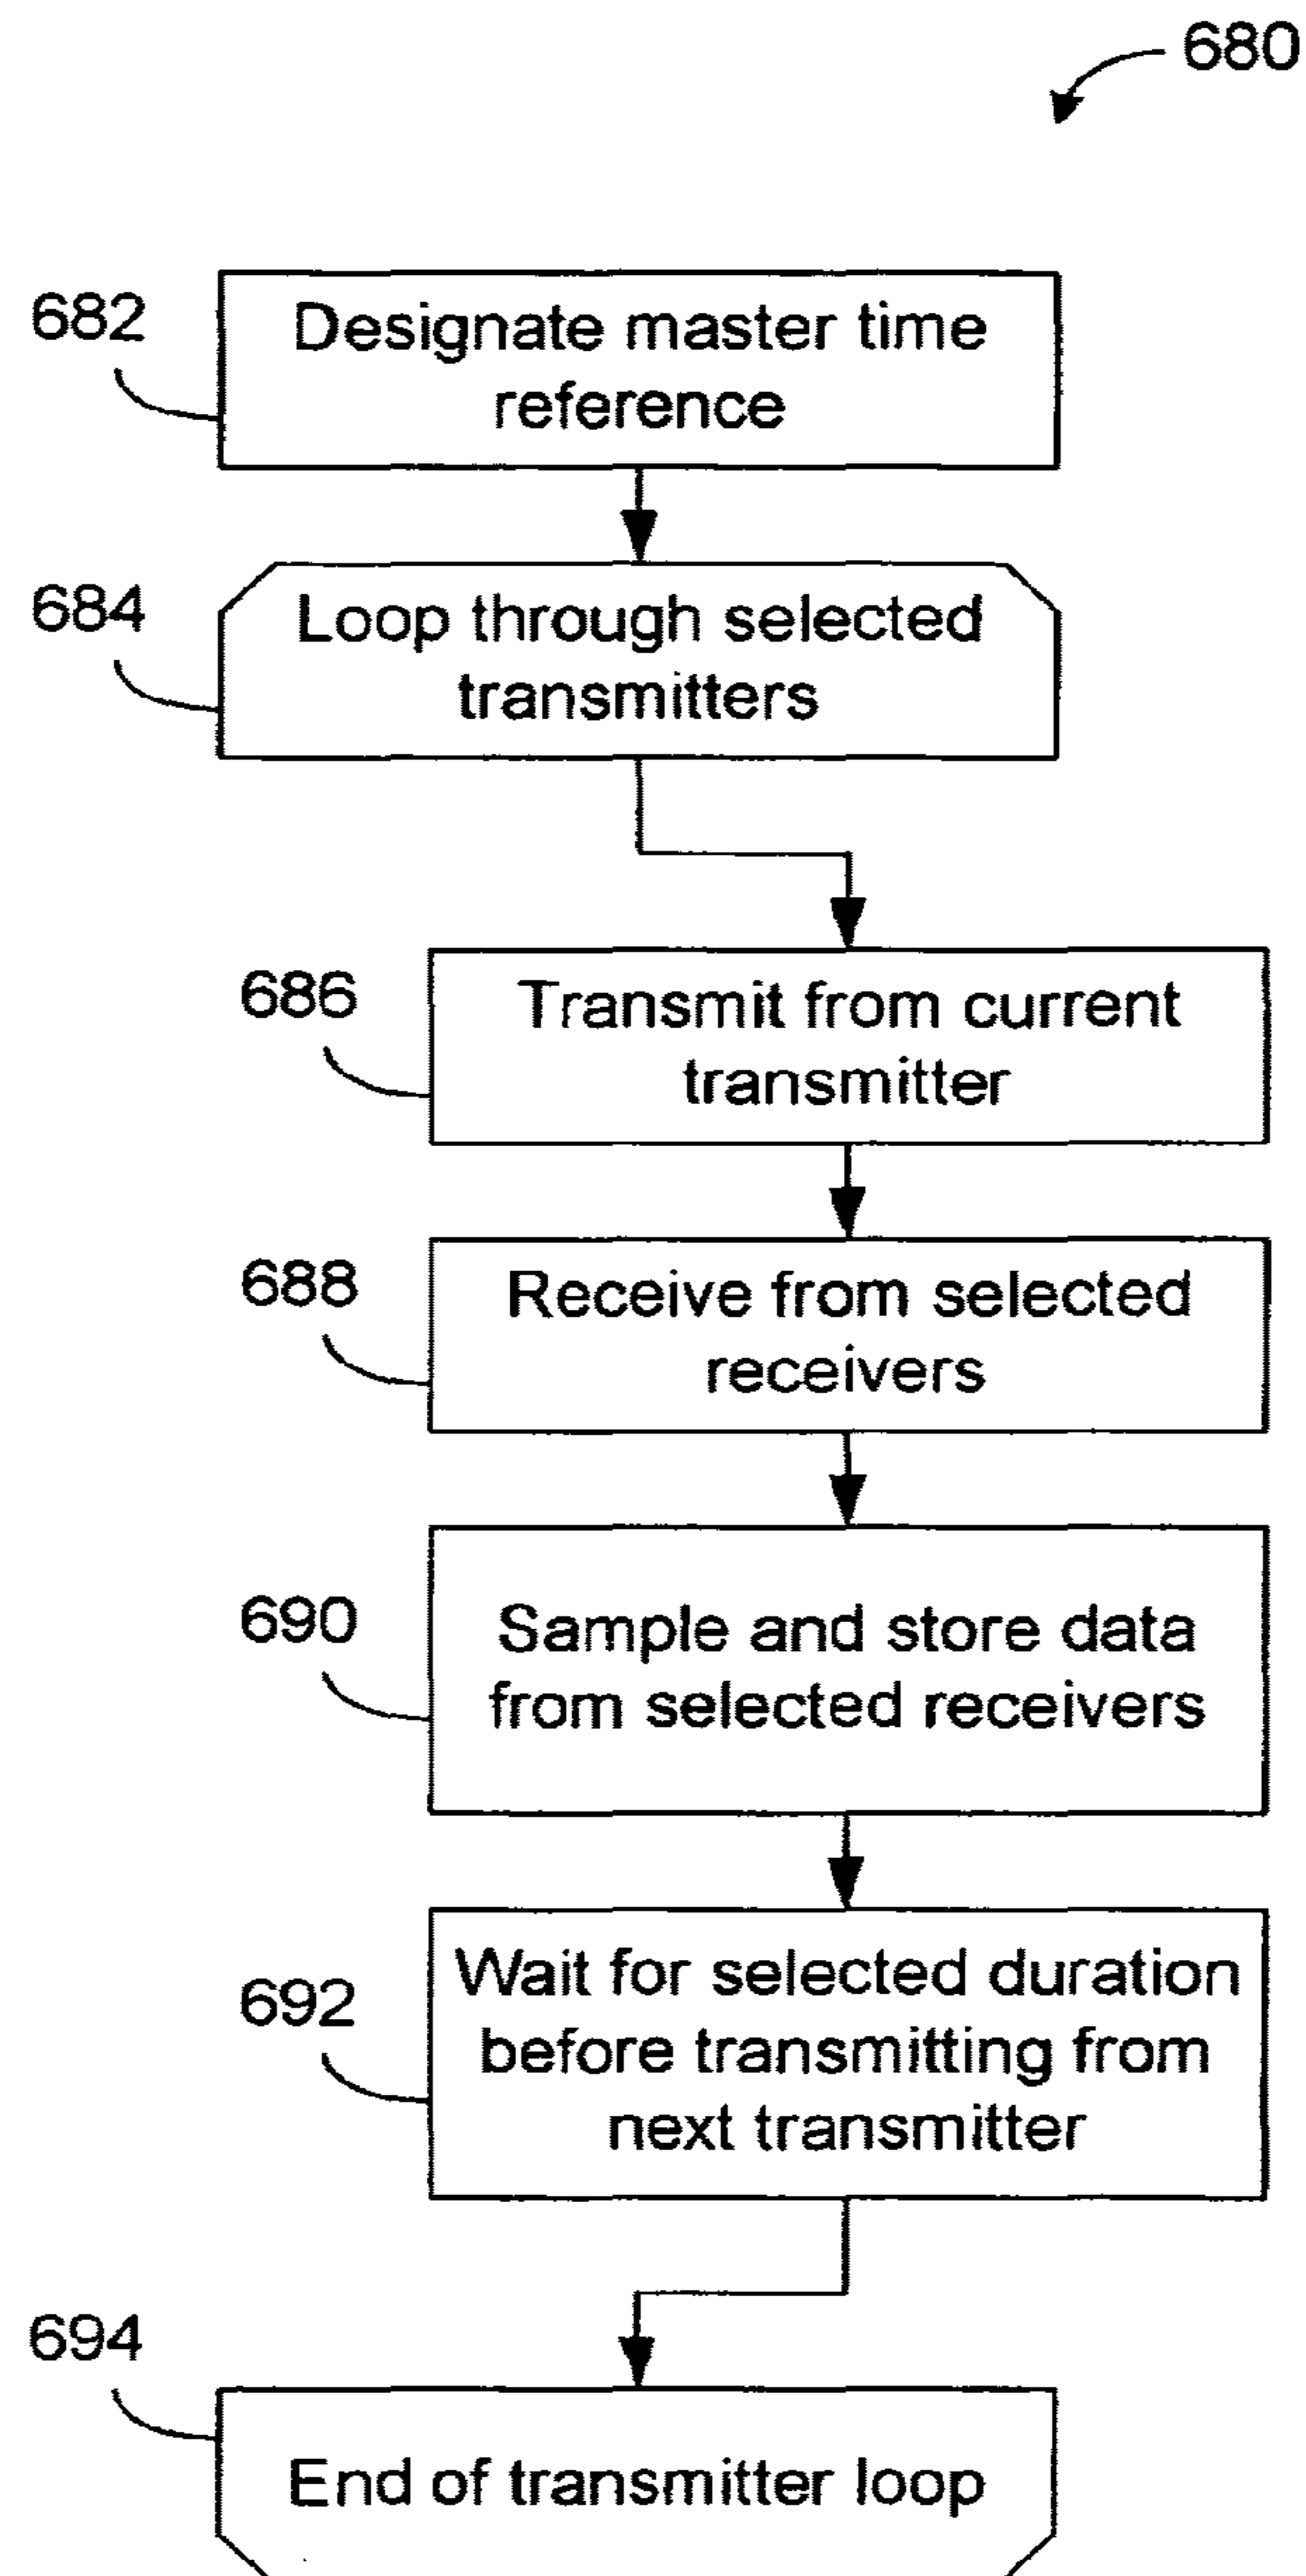 680
682
Designate master time
reference
684
Loop through selected
transmitters
686
Transmit from current
transmitter
688
Receive from selected
receivers
690
Sample and store data
from selected receivers
692
Wait for selected duration
before transmitting from
next transmitter
694
End of transmitter loop